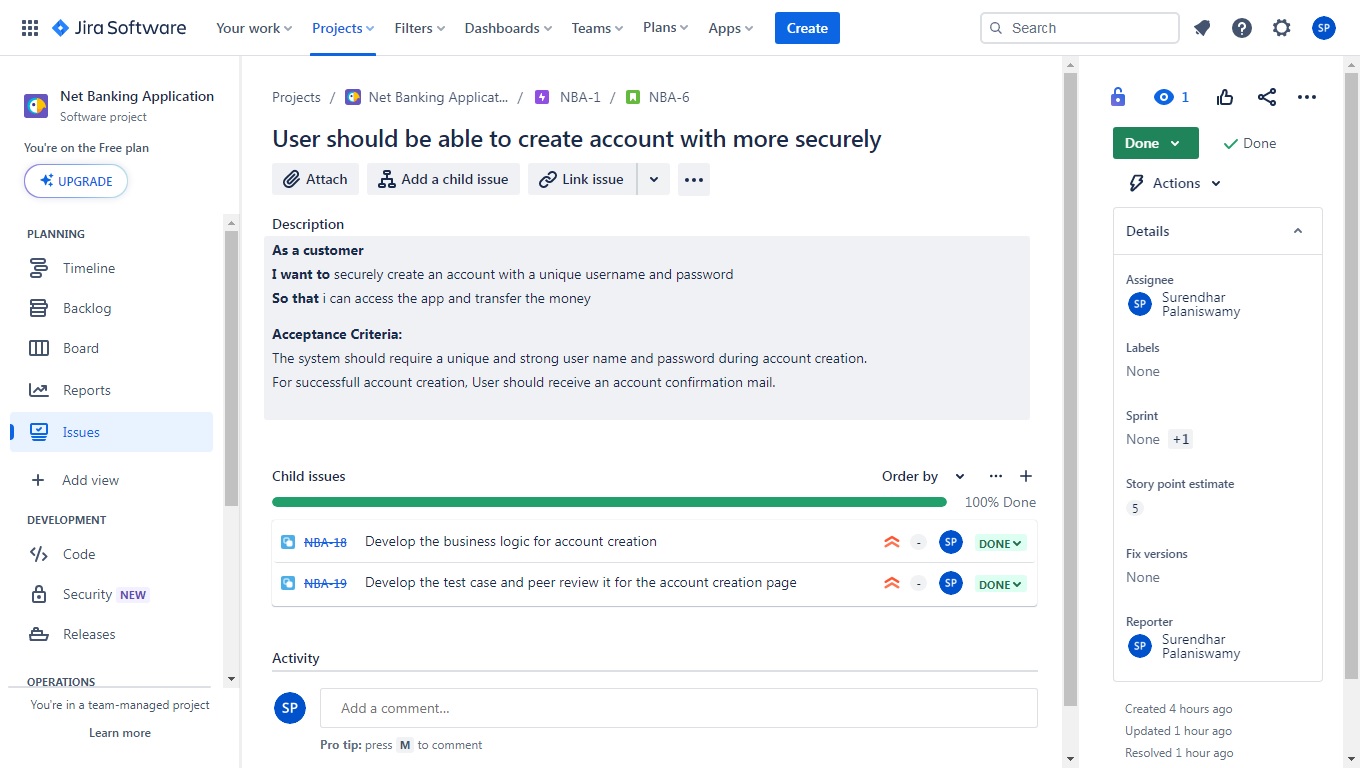 Jira Software
Your work
Projects
Filters
Dashboards
Teams
Plans
Apps
Create
Search
SP
Net Banking Application
Software project
You're on the Free plan
UPGRADE
PLANNING
Timeline
Backlog
Board
Reports
Issues
Add view
DEVELOPMENT
Code
Security NEW
Releases
OPERATIONS
You're in a team-managed project
Learn more
Projects / Net Banking Applicat... / NBA-1 / NBA-6
User should be able to create account with more securely
Attach
Add a child issue
Link issue
Description
As a customer
I want to securely create an account with a unique username and password
So that i can access the app and transfer the money
Acceptance Criteria:
The system should require a unique and strong user name and password during account creation.
For successfull account creation, User should receive an account confirmation mail.
Child issues
Order by
100% Done
NBA-18 Develop the business logic for account creation - SP DONE
NBA-19 Develop the test case and peer review it for the account creation page - SP DONE
Activity
SP
Add a comment...
Pro tip: press M to comment
1
Done
Done
Actions
Details
Assignee
SP
Surendhar
Palaniswamy
Labels
None
Sprint
None +1
Story point estimate
5
Fix versions
None
Reporter
SP
Surendhar
Palaniswamy
Created 4 hours ago
Updated 1 hour ago
Resolved 1 hour ago